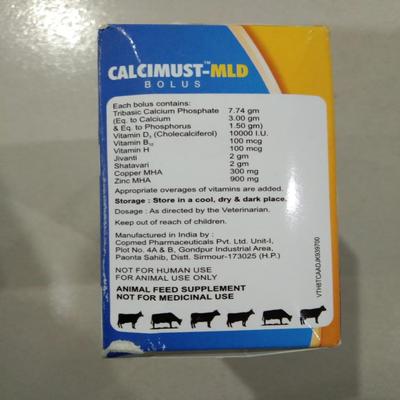 CALCIMUST™-MLD
BOLUS
Each bolus contains:
Tribasic Calcium Phosphate 7.74 gm
(Eq. to Calcium 3.00 gm
& Eq. to Phosphorus 1.50 gm)
Vitamin D3 (Cholecalciferol) 10000 I.U.
Vitamin B12 100 mcg
Vitamin H 100 mcg
Jivanti 2 gm
Shatavari 2 gm
Copper MHA 300 mg
Zinc MHA 900 mg
Appropriate overages of vitamins are added.
Storage : Store in a cool, dry & dark place.
Dosage : As directed by the Veterinarian.
Keep out of reach of children.
Manufactured in India by :
Copmed Pharmaceuticals Pvt. Ltd. Unit-I,
Plot No. 4A & B, Gondpur Industrial Area,
Paonta Sahib, Distt. Sirmour-173025 (H.P.)
NOT FOR HUMAN USE
FOR ANIMAL USE ONLY
ANIMAL FEED SUPPLEMENT
NOT FOR MEDICINAL USE
VTH8TCAADJK939700